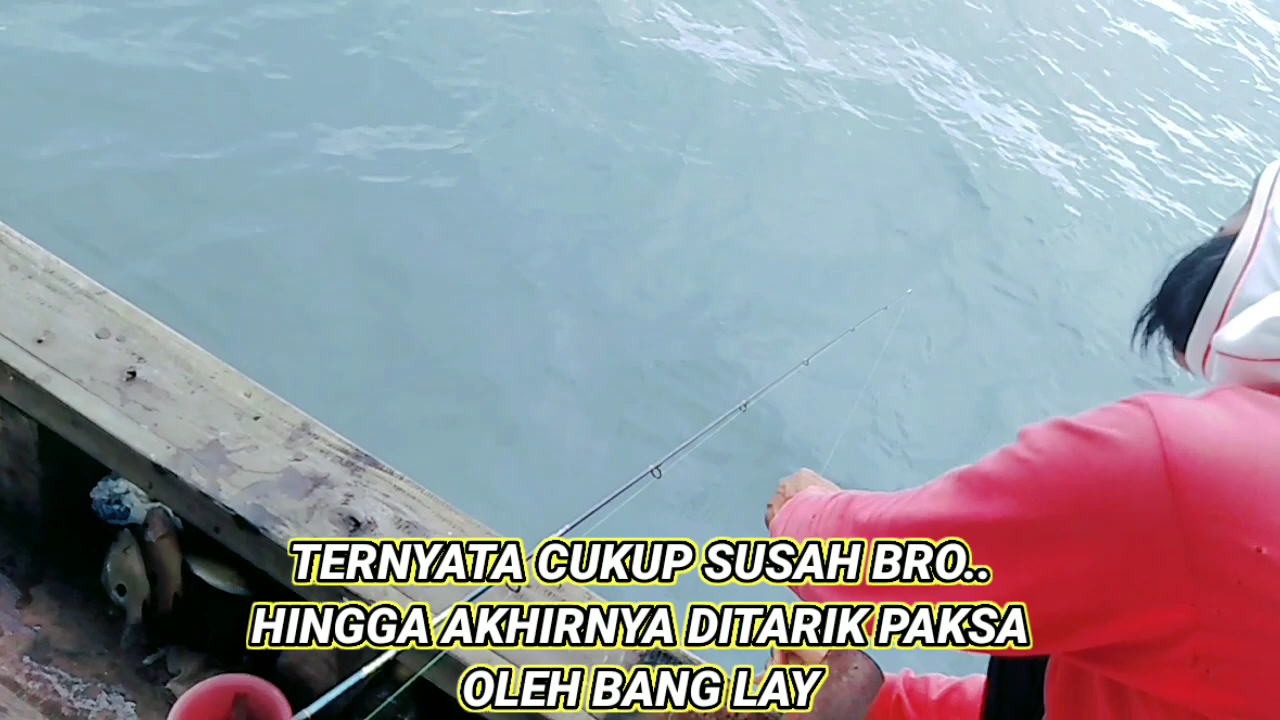 TERNYATA CUKUP SUSAH BRO..
HINGGA AKHIRNYA DITARIK PAKSA
OLEH BANG LAY